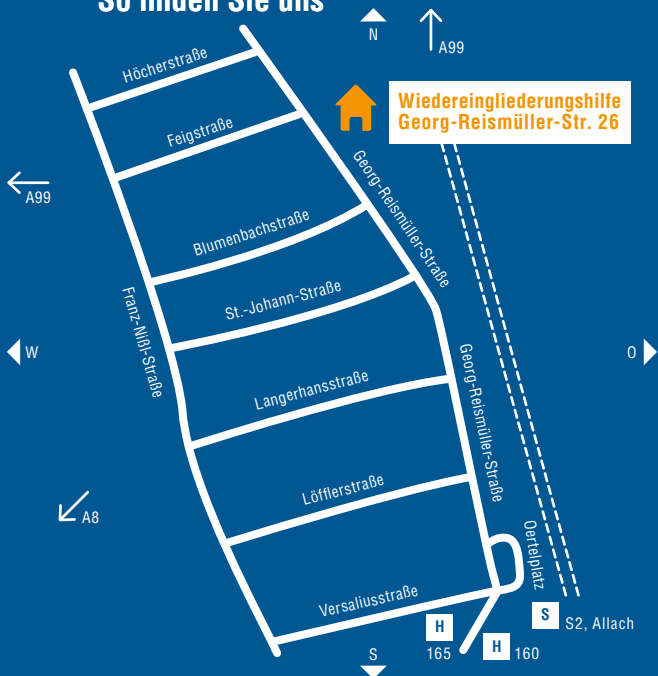 So finden Sie uns
N
A99
Höcherstraße
Wiedereingliederungshilfe
Georg-Reismüller-Str. 26
Feigstraße
Georg-Reismüller-Straße
A99
Blumenbachstraße
St.-Johann-Straße
Franz-Nißl-Straße
W
O
Georg-Reismüller-Straße
Langerhansstraße
Löfflerstraße
A8
Oertelplatz
Versaliusstraße
H
165
H
160
S
S2, Allach
S